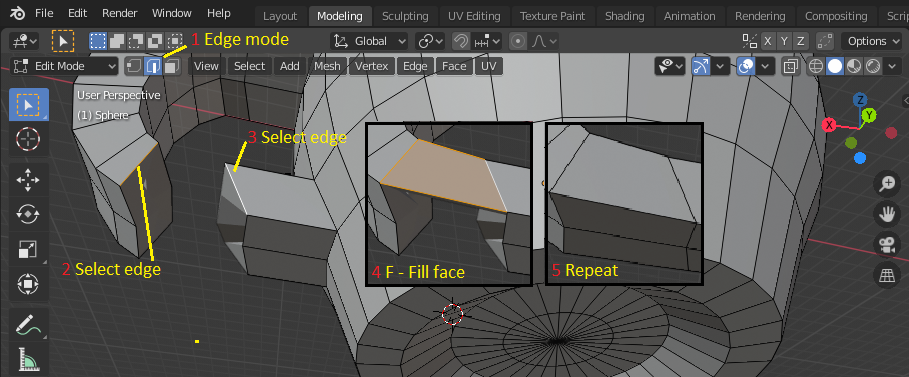 File Edit Render Window Help Layout Modeling Sculpting UV Editing Texture Paint Shading Animation Rendering Compositing
1 Edge mode
Global X Y Z Options
Edit Mode View Select Add Mesh Vertex Edge Face UV
User Perspective
(1) Sphere
Z
Y
X
3 Select edge
2 Select edge
4 F - Fill face
5 Repeat